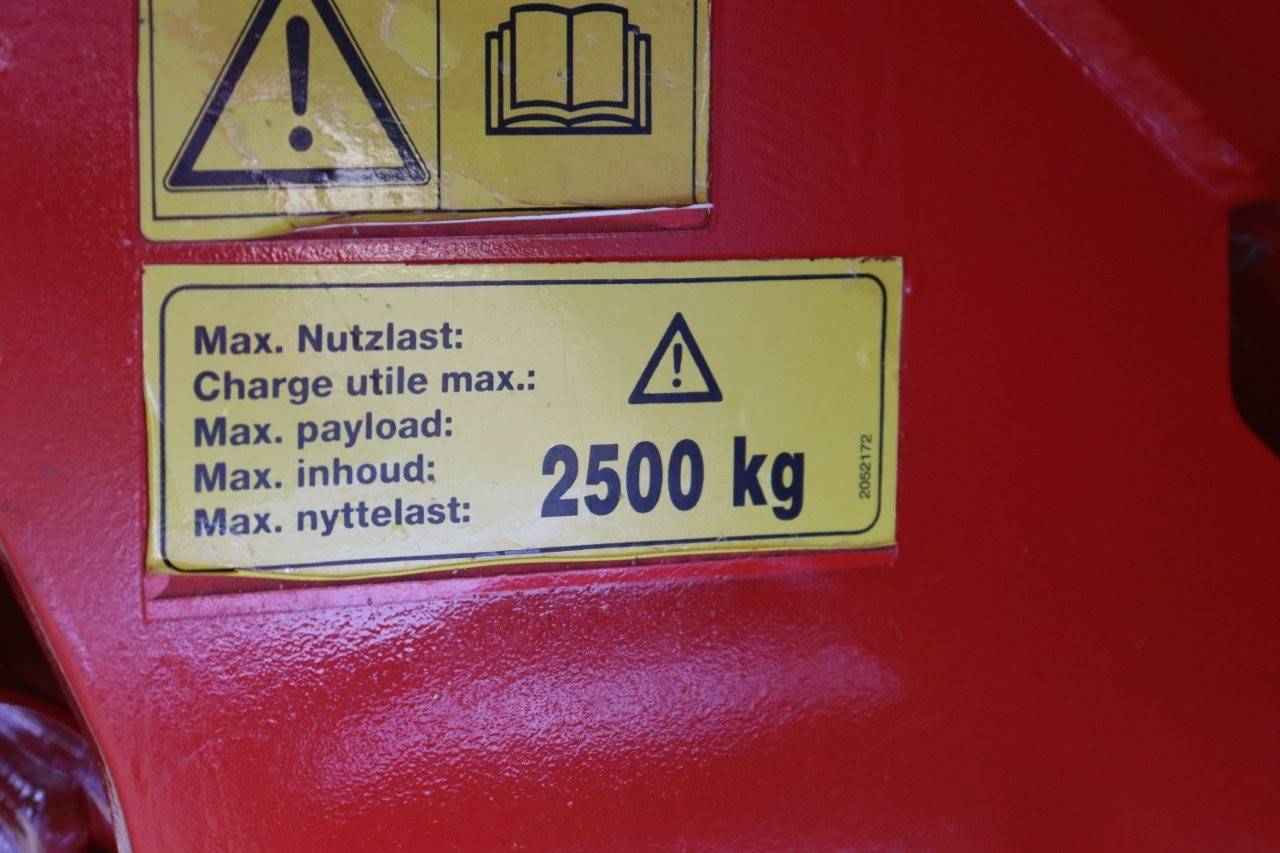 Max. Nutzlast:
Charge utile max.:
Max. payload:
Max. inhoud:
Max. nyttelast:
2500 kg
2052172